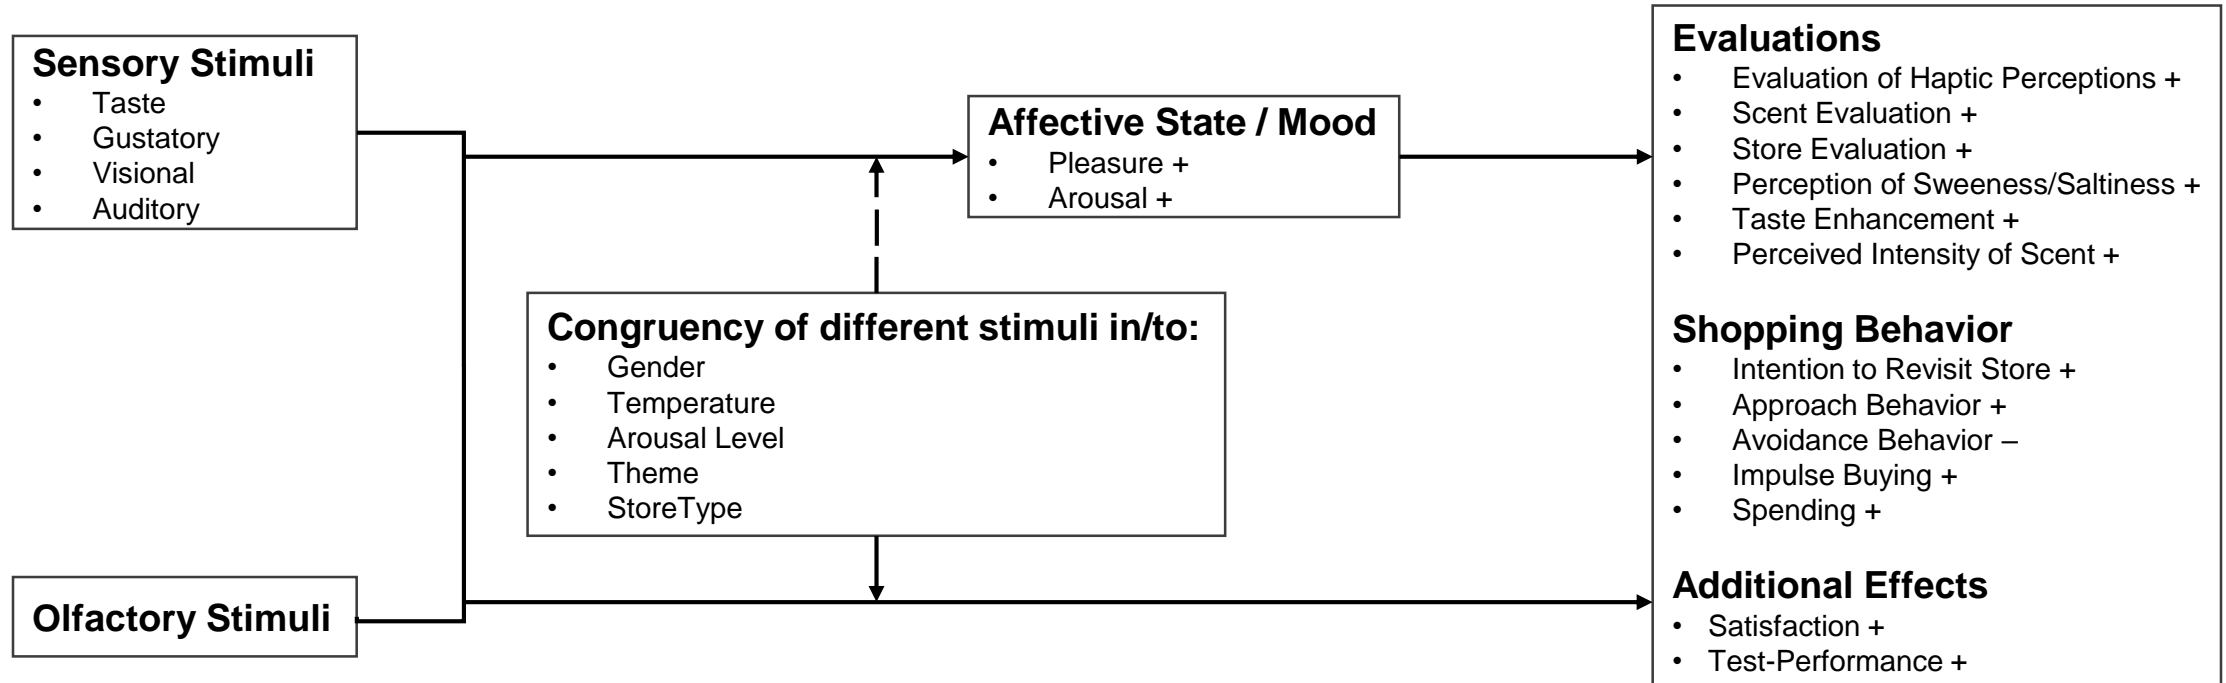 Sensory Stimuli
• Taste
• Gustatory
• Visional
• Auditory
Olfactory Stimuli
Affective State / Mood
• Pleasure +
• Arousal +
Congruency of different stimuli in/to:
• Gender
• Temperature
• Arousal Level
• Theme
• StoreType
Evaluations
• Evaluation of Haptic Perceptions +
• Scent Evaluation +
• Store Evaluation +
• Perception of Sweeness/Saltiness +
• Taste Enhancement +
• Perceived Intensity of Scent +
Shopping Behavior
• Intention to Revisit Store +
• Approach Behavior +
• Avoidance Behavior –
• Impulse Buying +
• Spending +
Additional Effects
• Satisfaction +
• Test-Performance +